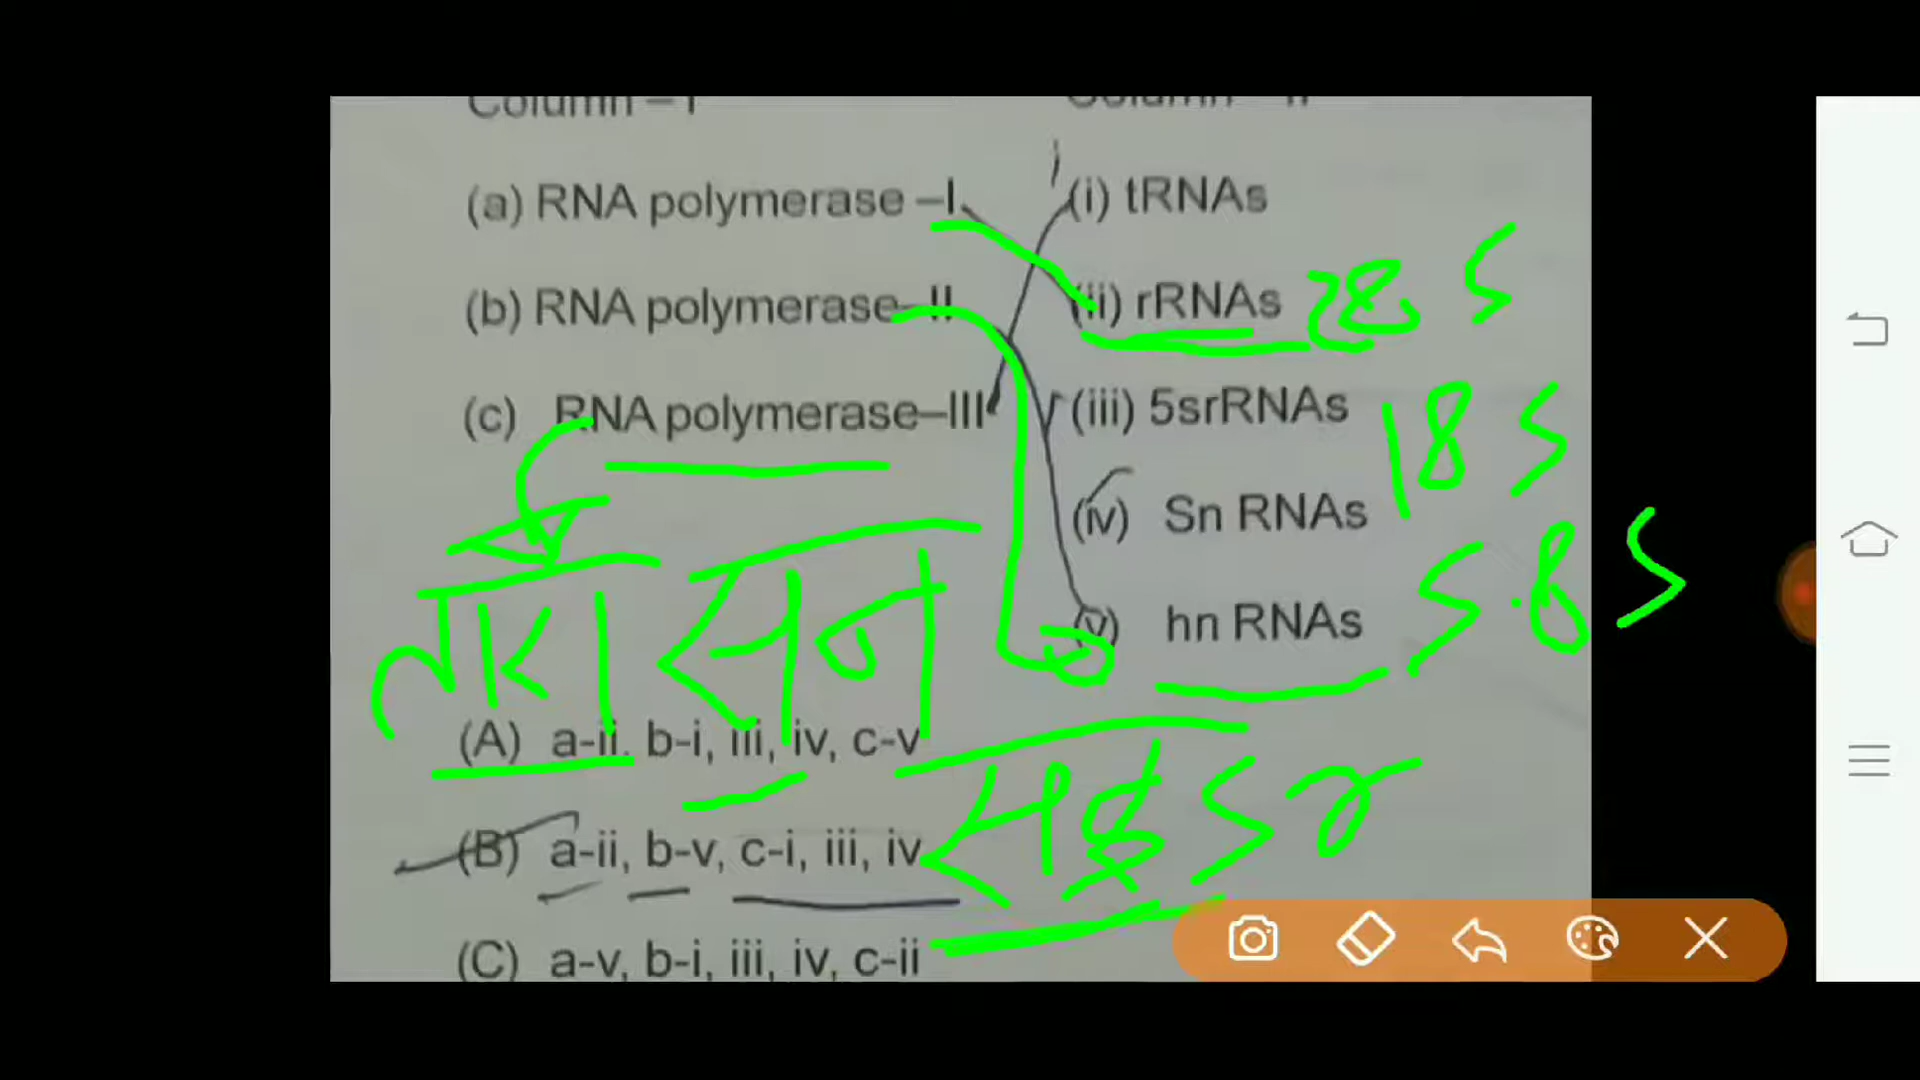 Column – I Column – II
(a) RNA polymerase –I (i) tRNAs
(b) RNA polymerase– II (ii) rRNAs 28 S
(c) RNA polymerase–III (iii) 5srRNAs 18 S
(iv) Sn RNAs
(v) hn RNAs 5.8 S
(A) a-ii. b-i, iii, iv, c-v
(B) a-ii, b-v, c-i, iii, iv
(C) a-v, b-i, iii, iv, c-ii